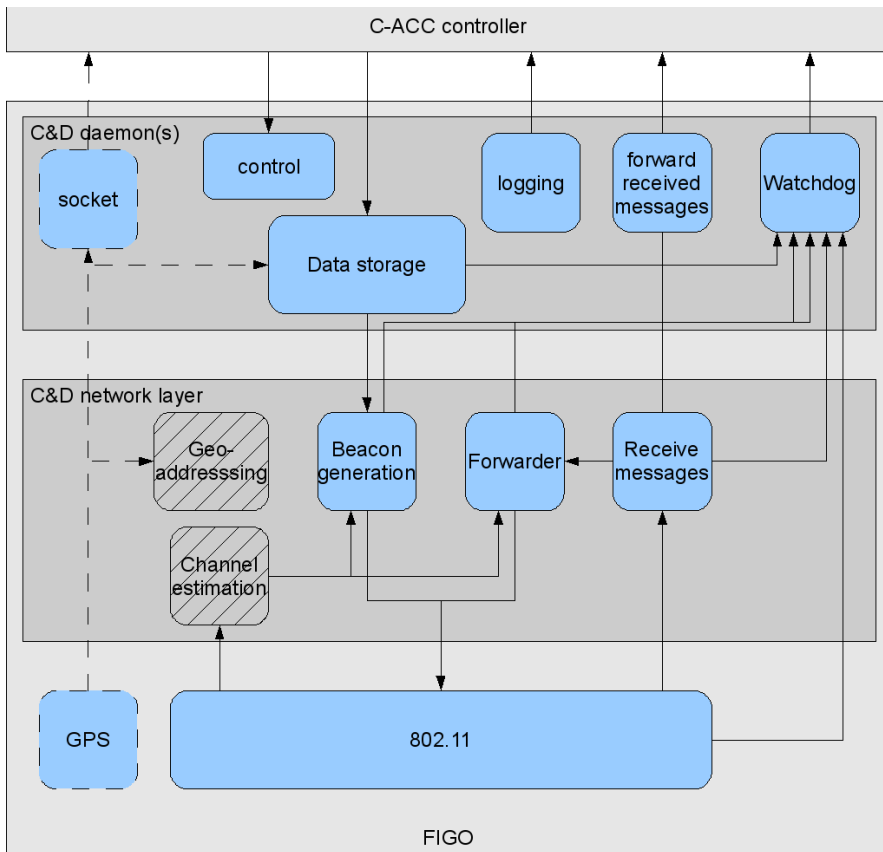 C-ACC controller
C&D daemon(s)
socket
control
logging
forward
received
messages
Watchdog
Data storage
C&D network layer
Geo-
addresssing
Beacon
generation
Forwarder
Receive
messages
Channel
estimation
GPS
802.11
FIGO